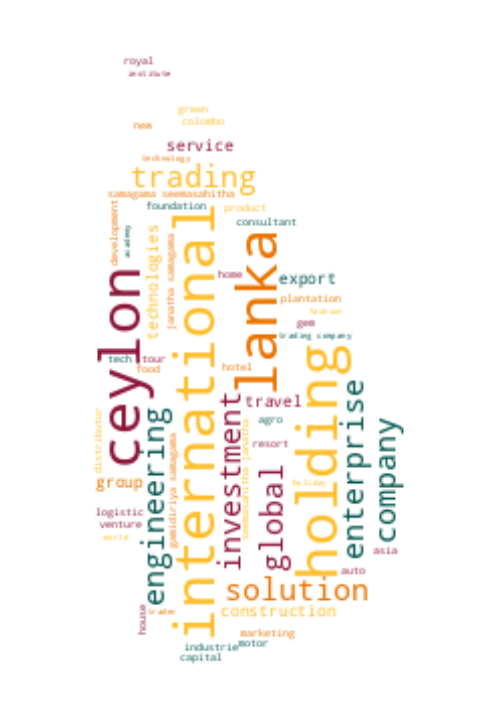 royal
institute
green
new
colombo
service
technology
trading
samagama seemasahitha
foundation
product
consultant
development
academy
technologies
janatha samagama
international
lanka
home
export
plantation
fashion
gem
trading company
ceylon
tech
tour
food
hotel
holding
travel
agro
resort
investment
engineering
enterprise
company
distributor
group
gamidiriya samagama
seemasahitha janatha
global
holiday
logistic
venture
world
asia
auto
solution
house
trader
construction
marketing
industrie
motor
capital